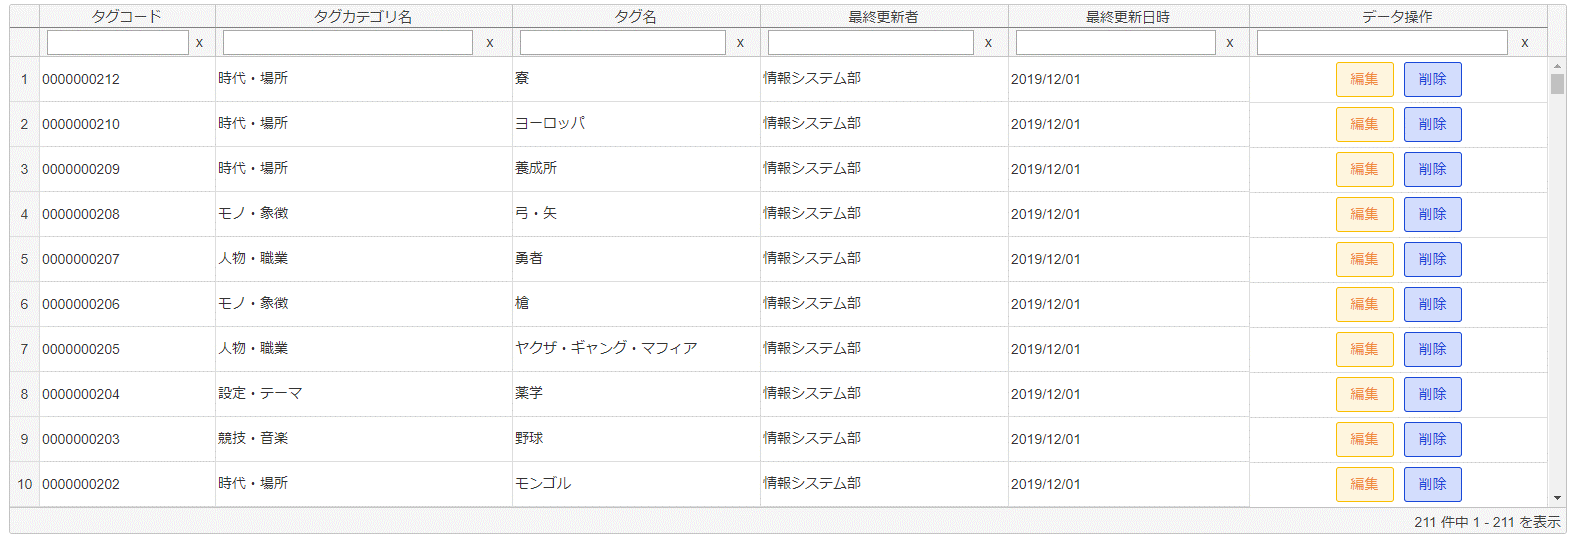 タグコード タグカテゴリ名 タグ名 最終更新者 最終更新日時 データ操作
x x x x x x
1 0000000212 時代・場所 寮 情報システム部 2019/12/01 編集 削除
2 0000000210 時代・場所 ヨーロッパ 情報システム部 2019/12/01 編集 削除
3 0000000209 時代・場所 養成所 情報システム部 2019/12/01 編集 削除
4 0000000208 モノ・象徴 弓・矢 情報システム部 2019/12/01 編集 削除
5 0000000207 人物・職業 勇者 情報システム部 2019/12/01 編集 削除
6 0000000206 モノ・象徴 槍 情報システム部 2019/12/01 編集 削除
7 0000000205 人物・職業 ヤクザ・ギャング・マフィア 情報システム部 2019/12/01 編集 削除
8 0000000204 設定・テーマ 薬学 情報システム部 2019/12/01 編集 削除
9 0000000203 競技・音楽 野球 情報システム部 2019/12/01 編集 削除
10 0000000202 時代・場所 モンゴル 情報システム部 2019/12/01 編集 削除
211 件中 1 - 211 を表示